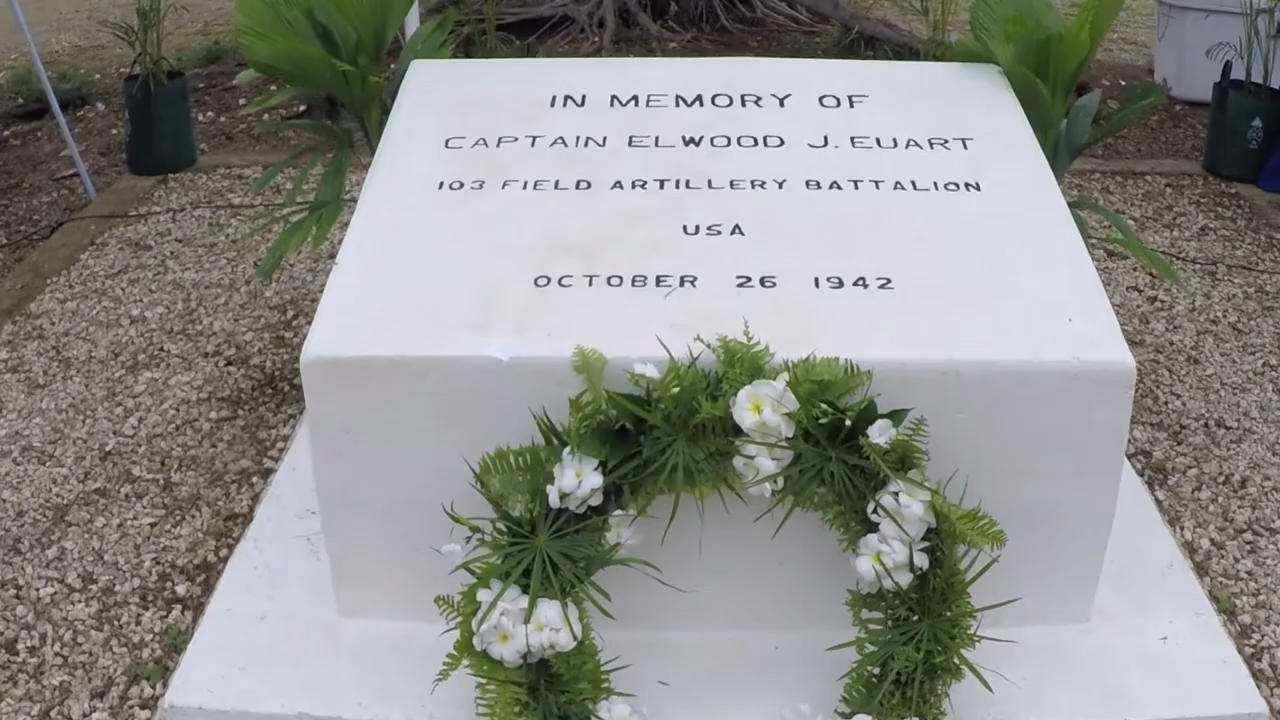 IN MEMORY OF
CAPTAIN ELWOOD J. EUART
103 FIELD ARTILLERY BATTALION
USA
OCTOBER 26 1942